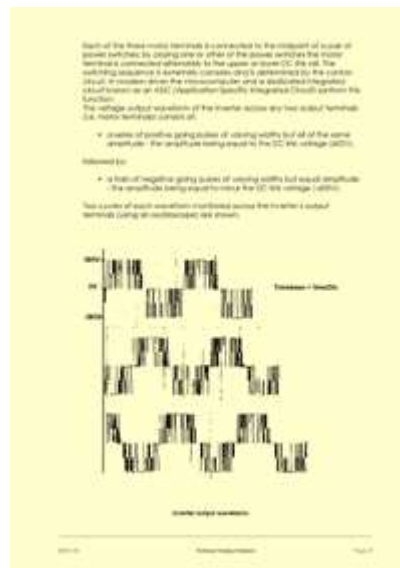 Each of the three motor terminals is connected to the midpoint of a pair of
power switches; by closing one or other of the power switches the motor
terminal is connected alternately to the upper or lower DC link rail. The
switching sequence is extremely complex and is determined by the control
circuit. In modern drives the microcomputer and a dedicated integrated
circuit known as an ASIC (Application Specific Integrated Circuit) perform this
function.
The voltage output waveform of the inverter across any two output terminals
(i.e. motor terminals) consists of:
• a series of positive going pulses of varying widths but all of the same
amplitude - the amplitude being equal to the DC link voltage
followed by:
• a train of negative going pulses of varying widths but equal amplitude
- the amplitude being equal to minus the DC link voltage
Two cycles of each waveform monitored across the inverter's output
terminals (using an oscilloscope) are shown.
0V
Timebase = 5ms/Div
Inverter output waveforms